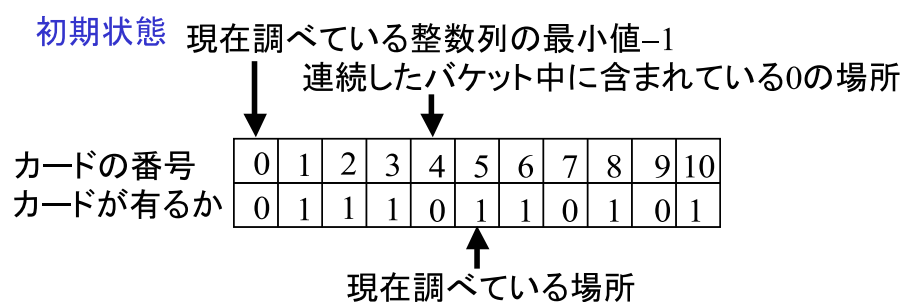 初期状態 現在調べている整数列の最小値–1
連続したバケット中に含まれている0の場所
カードの番号 0 1 2 3 4 5 6 7 8 9 10
カードが有るか 0 1 1 1 0 1 1 0 1 0 1
現在調べている場所